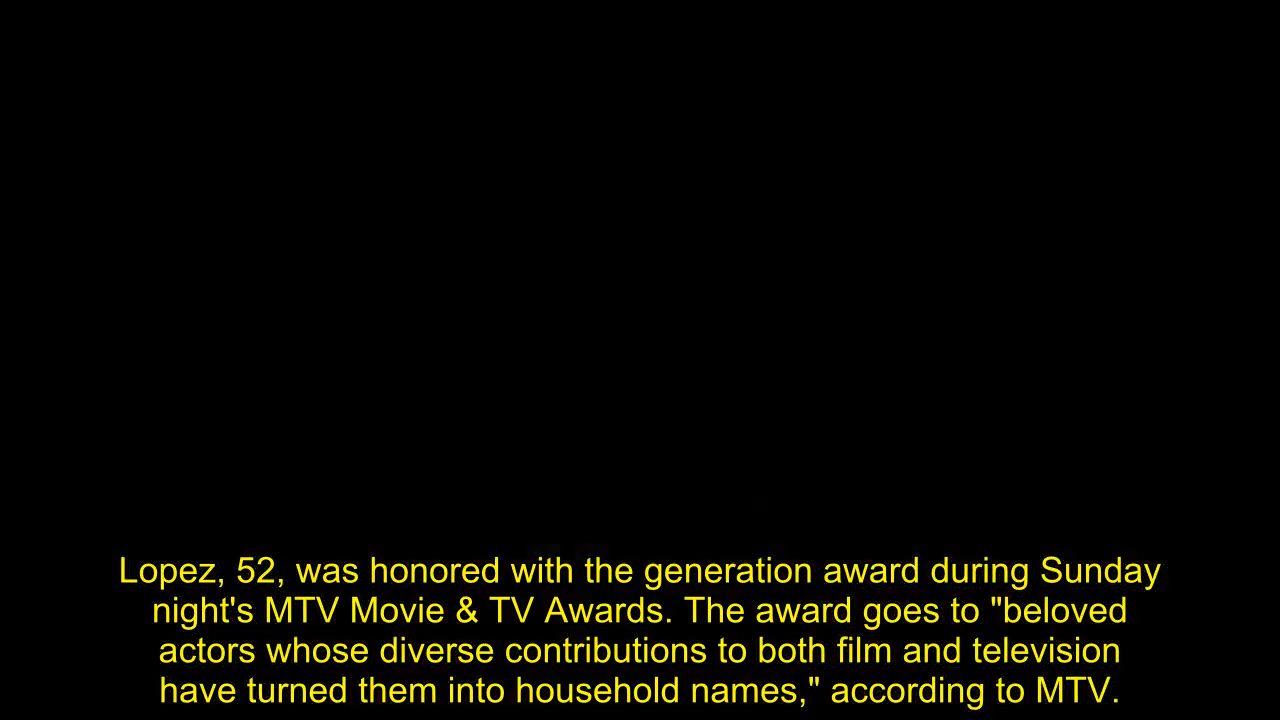 Lopez, 52, was honored with the generation award during Sunday
night's MTV Movie & TV Awards. The award goes to "beloved
actors whose diverse contributions to both film and television
have turned them into household names," according to MTV.